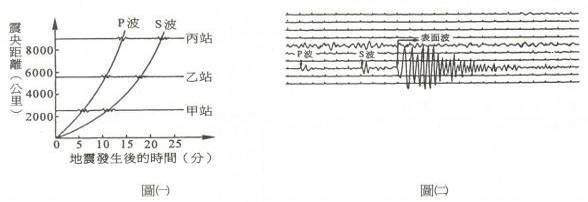 震央距離（公里）
8000
6000
4000
2000
P波
S波
丙站
乙站
甲站
0 5 10 15 20 25
地震發生後的時間（分）
圖㈠
P波
S波
表面波
圖㈡